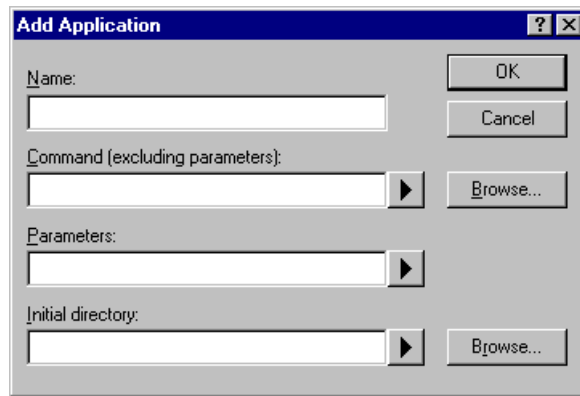 Add Application
?
Name:
OK
Cancel
Command (excluding parameters):
Browse...
Parameters:
Initial directory:
Browse...